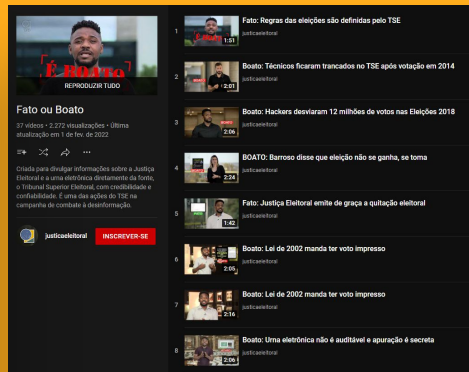 É BOATO
REPRODUZIR TUDO
Fato ou Boato
37 vídeos • 2.272 visualizações • Última
atualização em 1 de fev. de 2022
Criada para divulgar informações sobre a Justiça
Eleitoral e a urna eletrônica diretamente da fonte,
o Tribunal Superior Eleitoral, com credibilidade e
confiabilidade. É uma das ações do TSE na
campanha de combate à desinformação.
justicaeleitoral
INSCREVER-SE
1
1:51
Fato: Regras das eleições são definidas pelo TSE
justicaeleitoral
2
2:01
Boato: Técnicos ficaram trancados no TSE após votação em 2014
justicaeleitoral
3
2:06
Boato: Hackers desviaram 12 milhões de votos nas Eleições 2018
justicaeleitoral
4
2:24
BOATO: Barroso disse que eleição não se ganha, se toma
justicaeleitoral
5
1:42
Fato: Justiça Eleitoral emite de graça a quitação eleitoral
justicaeleitoral
6
2:05
Boato: Lei de 2002 manda ter voto impresso
justicaeleitoral
7
2:16
Boato: Lei de 2002 manda ter voto impresso
justicaeleitoral
8
2:06
Boato: Urna eletrônica não é auditável e apuração é secreta
justicaeleitoral